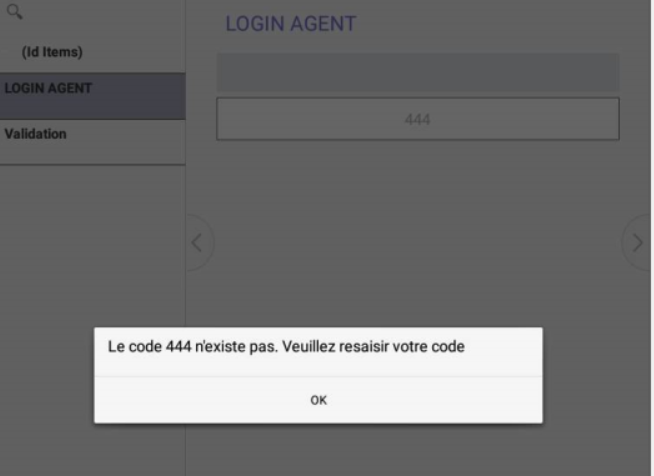 LOGIN AGENT
(Id Items)
LOGIN AGENT
444
Validation
Le code 444 n'existe pas. Veuillez resaisir votre code
OK